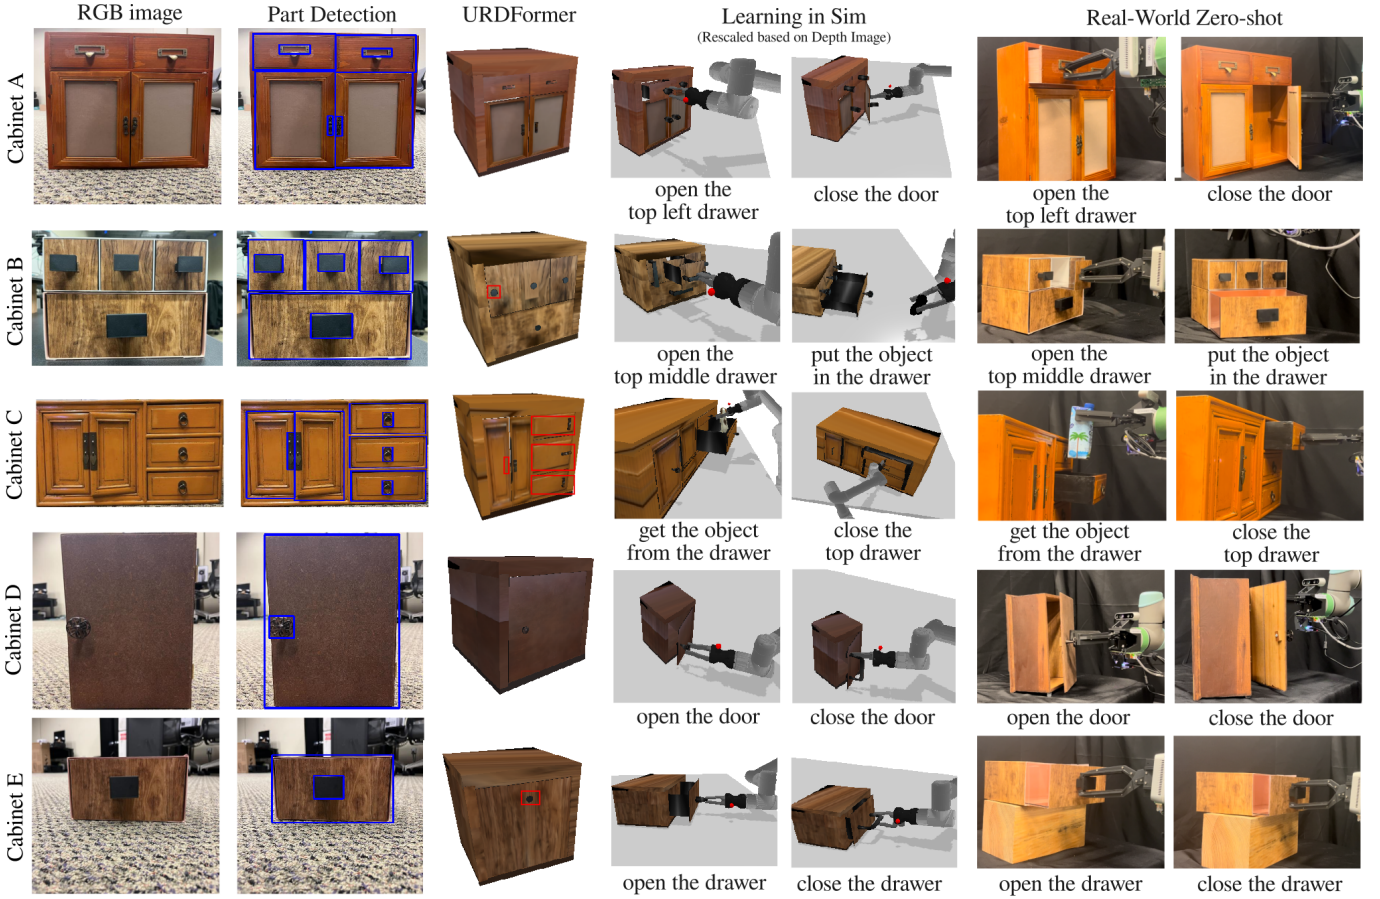 RGB image
Part Detection
URDFormer
Learning in Sim
(Rescaled based on Depth Image)
Real-World Zero-shot
Cabinet A
open the
top left drawer
close the door
open the
top left drawer
close the door
Cabinet B
open the
top middle drawer
put the object
in the drawer
open the
top middle drawer
put the object
in the drawer
Cabinet C
get the object
from the drawer
close the
top drawer
get the object
from the drawer
close the
top drawer
Cabinet D
open the door
close the door
open the door
close the door
Cabinet E
open the drawer
close the drawer
open the drawer
close the drawer